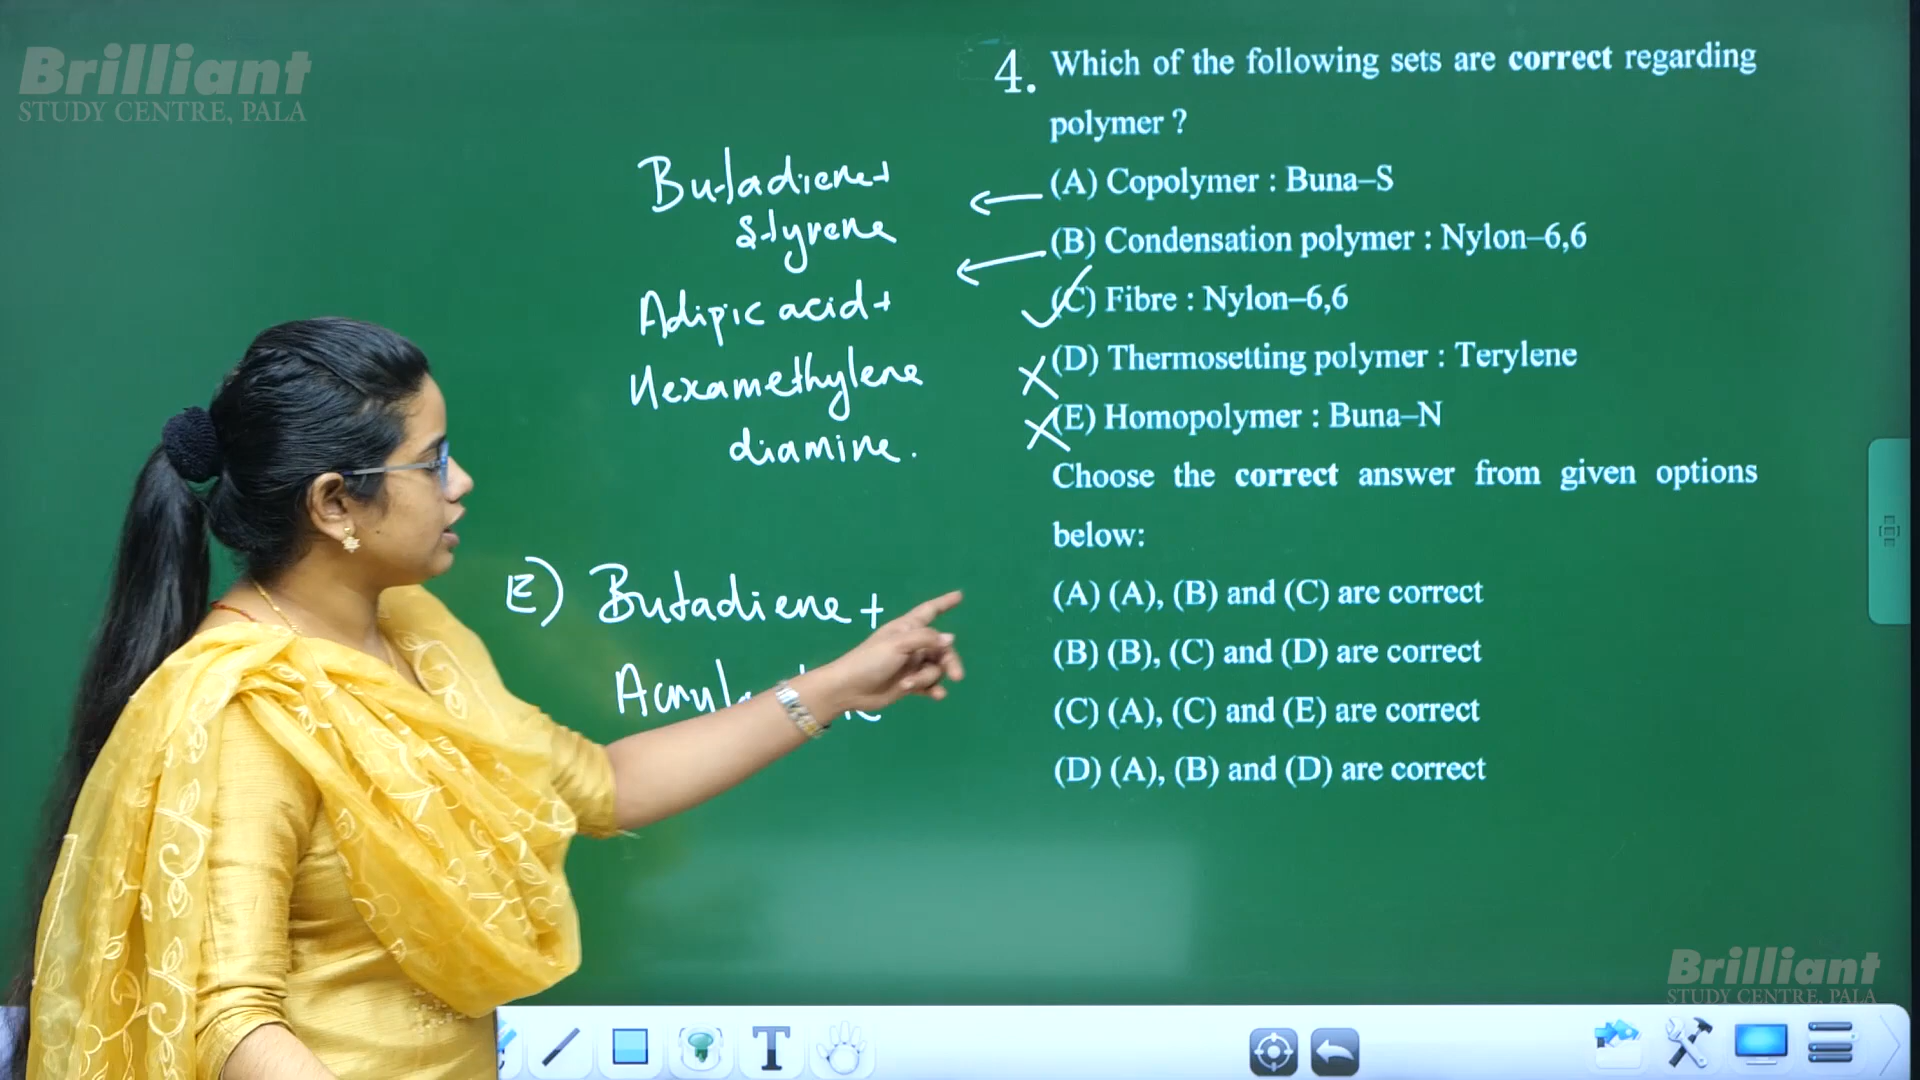 Brilliant
STUDY CENTRE, PALA
4. Which of the following sets are correct regarding
polymer ?
(A) Copolymer : Buna–S
(B) Condensation polymer : Nylon–6,6
(C) Fibre : Nylon–6,6
(D) Thermosetting polymer : Terylene
(E) Homopolymer : Buna–N
Choose the correct answer from given options
below:
(A) (A), (B) and (C) are correct
(B) (B), (C) and (D) are correct
(C) (A), (C) and (E) are correct
(D) (A), (B) and (D) are correct
Butadiene +
Styrene
Adipic acid +
Hexamethylene
diamine.
E) Butadiene +
T
Brilliant
STUDY CENTRE, PALA